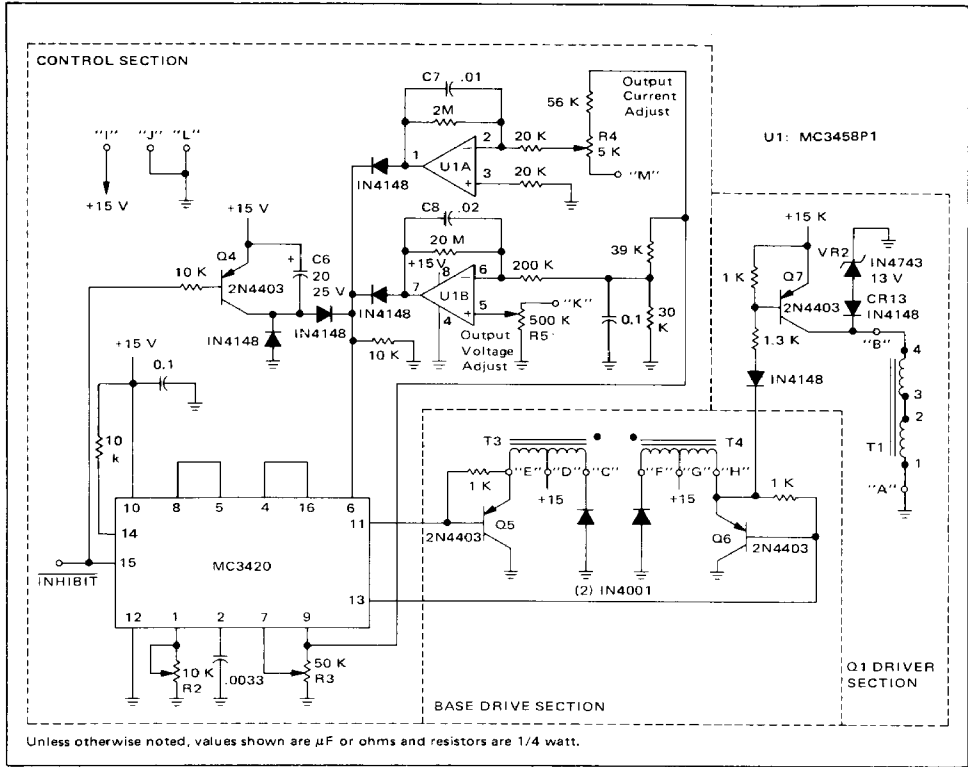 CONTROL SECTION
"I" "J" "L"
+15 V
C7 .01
2M
2
1
U1A
3
20 K
20 K
IN4148
Output
Current
Adjust
56 K
R4
5 K
"M"
U1: MC3458P1
+15 V
Q4
10 K
2N4403
+
C6
20
25 V
IN4148
IN4148
C8 .02
20 M
+15V
8
6
7
U1B
5
4
IN4148
200 K
"K"
500 K
R5
Output
Voltage
Adjust
10 K
39 K
30
K
0.1
+15 K
VR2
IN4743
13 V
Q7
1 K
2N4403
CR13
IN4148
1.3 K
"B"
IN4148
4
3
2
T1
1
"A"
+15 V
0.1
10
k
10
8
5
4
16
6
14
15
11
13
INHIBIT
MC3420
12
1
2
7
9
10 K
R2
.0033
50 K
R3
T3
T4
"E" "D" "C"
"F" "G" "H"
1 K
+15
+15
1 K
Q5
2N4403
Q6
2N4403
(2) IN4001
BASE DRIVE SECTION
Q1 DRIVER
SECTION
Unless otherwise noted, values shown are µF or ohms and resistors are 1/4 watt.